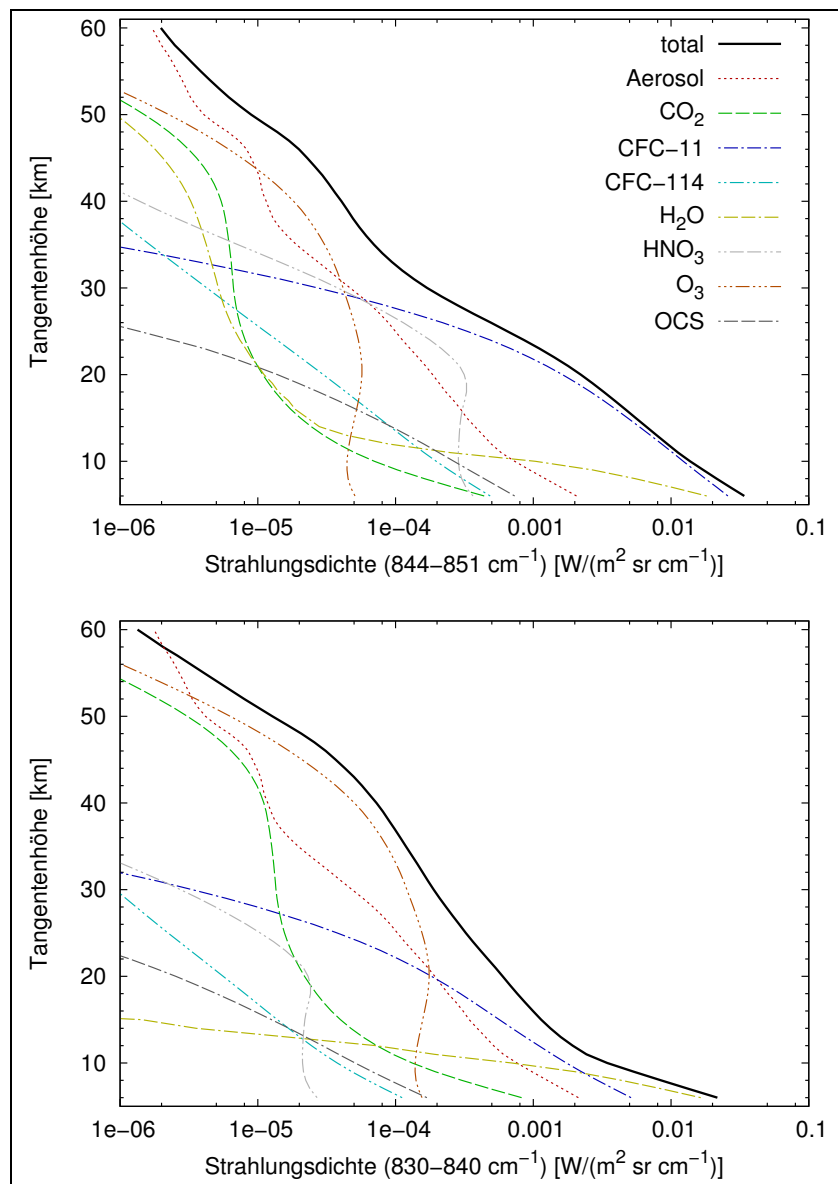 60
50
40
30
20
10
Tangentenhöhe [km]
total
Aerosol
CO₂
CFC−11
CFC−114
H₂O
HNO₃
O₃
OCS
1e−06 1e−05 1e−04 0.001 0.01 0.1
Strahlungsdichte (844−851 cm⁻¹) [W/(m² sr cm⁻¹)]
60
50
40
30
20
10
Tangentenhöhe [km]
1e−06 1e−05 1e−04 0.001 0.01 0.1
Strahlungsdichte (830−840 cm⁻¹) [W/(m² sr cm⁻¹)]